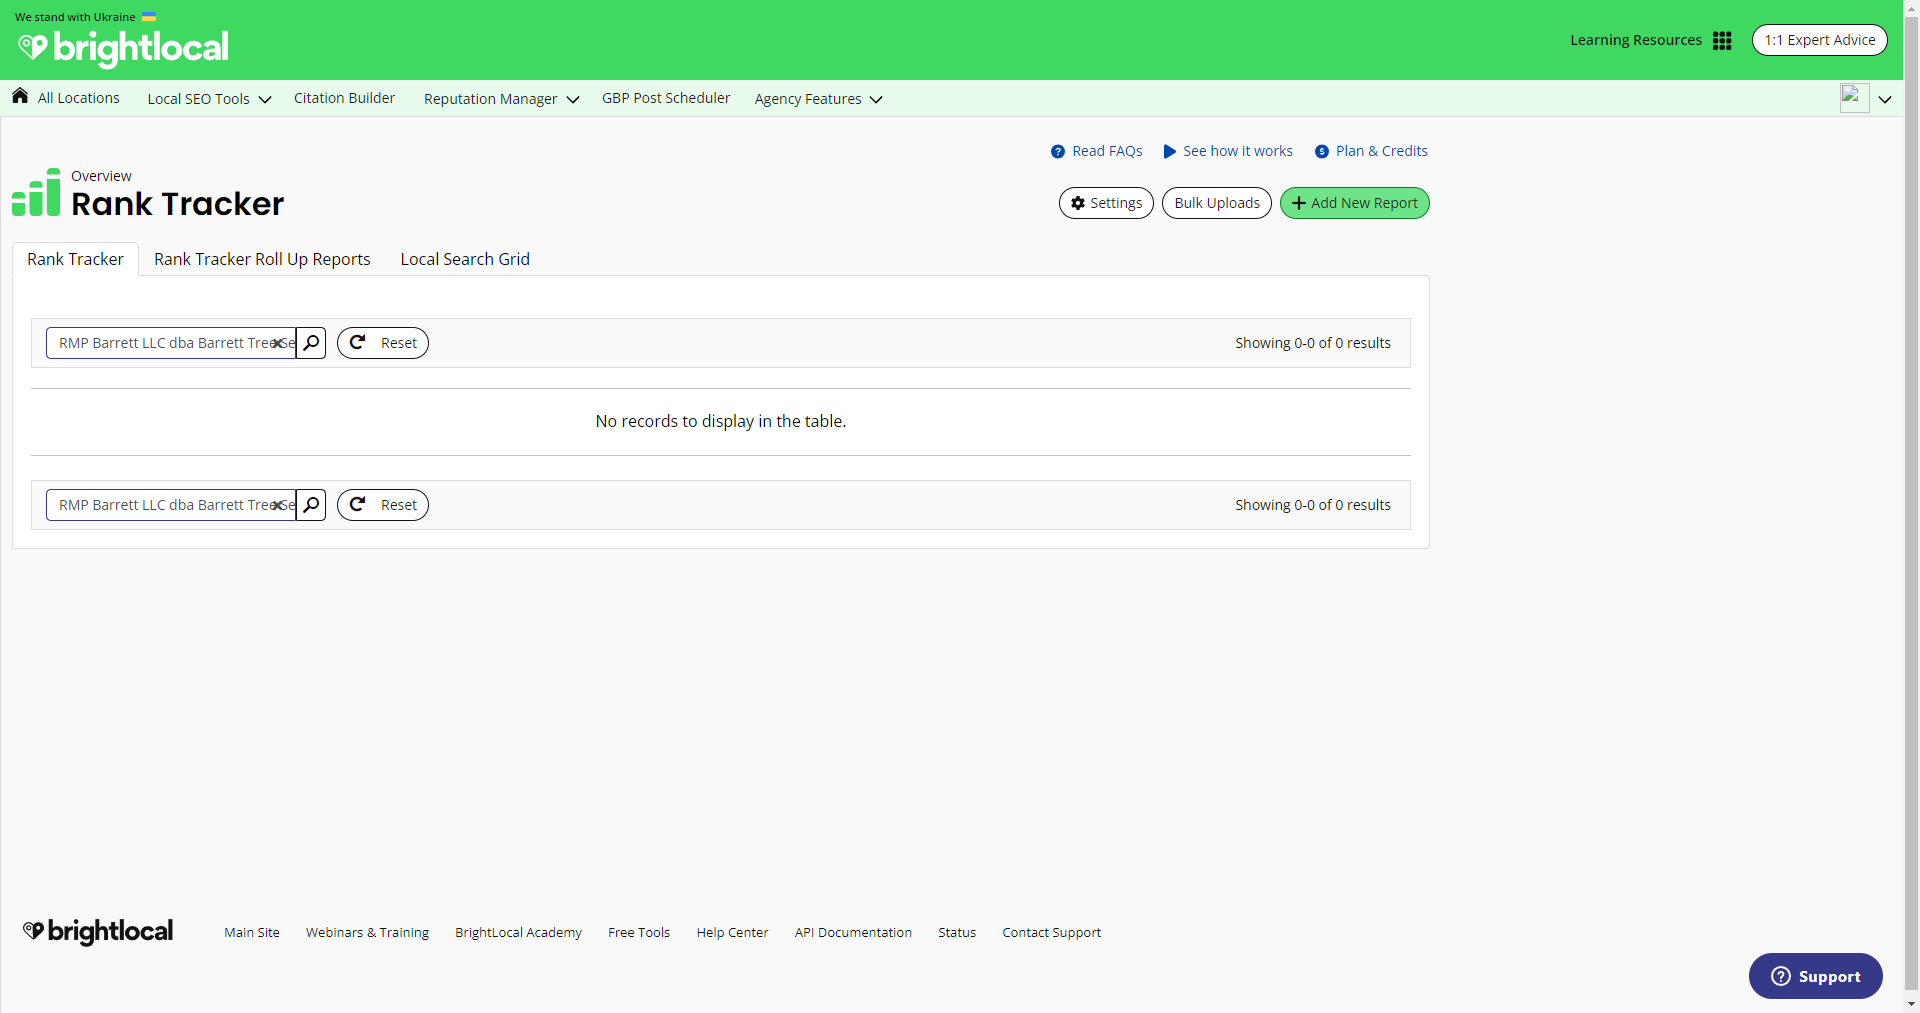 We stand with Ukraine
brightlocal
Learning Resources
1:1 Expert Advice
All Locations
Local SEO Tools
Citation Builder
Reputation Manager
GBP Post Scheduler
Agency Features
Read FAQs
See how it works
Plan & Credits
Overview
Rank Tracker
Settings
Bulk Uploads
Add New Report
Rank Tracker
Rank Tracker Roll Up Reports
Local Search Grid
RMP Barrett LLC dba Barrett Tree Se
Reset
Showing 0-0 of 0 results
No records to display in the table.
RMP Barrett LLC dba Barrett Tree Se
Reset
Showing 0-0 of 0 results
brightlocal
Main Site
Webinars & Training
BrightLocal Academy
Free Tools
Help Center
API Documentation
Status
Contact Support
Support